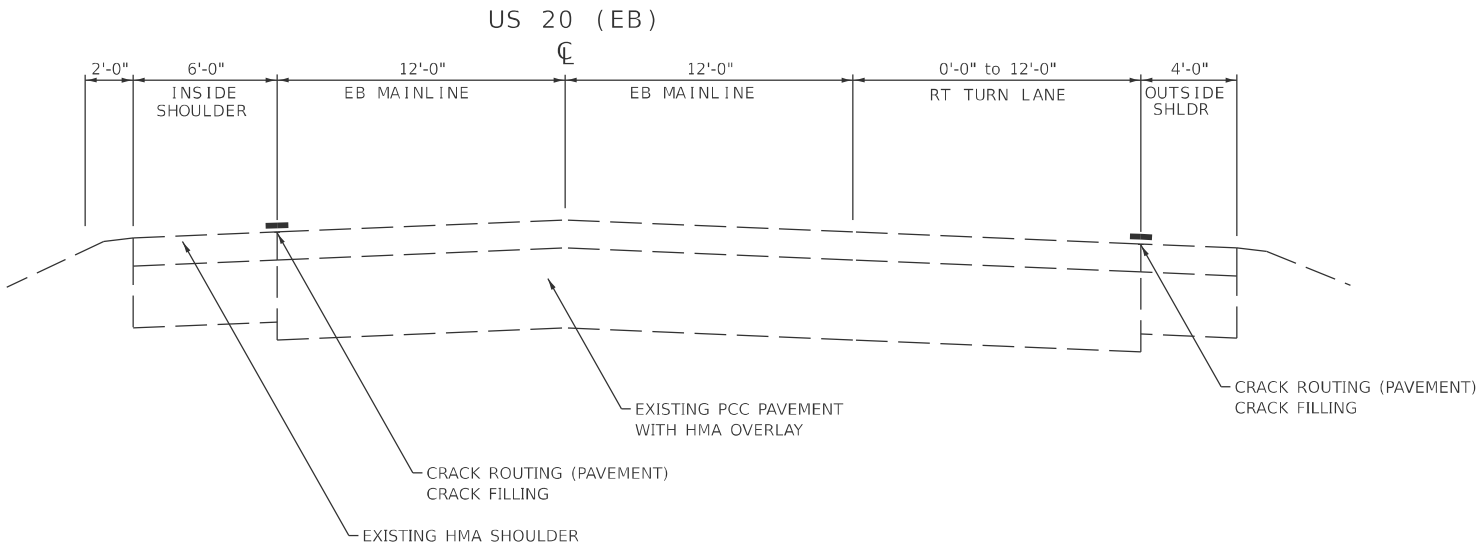 US 20 (EB)
℄
2'-0"
6'-0"
12'-0"
12'-0"
0'-0" to 12'-0"
4'-0"
INSIDE
SHOULDER
EB MAINLINE
EB MAINLINE
RT TURN LANE
OUTSIDE
SHLDR
CRACK ROUTING (PAVEMENT)
CRACK FILLING
EXISTING PCC PAVEMENT
WITH HMA OVERLAY
CRACK ROUTING (PAVEMENT)
CRACK FILLING
EXISTING HMA SHOULDER